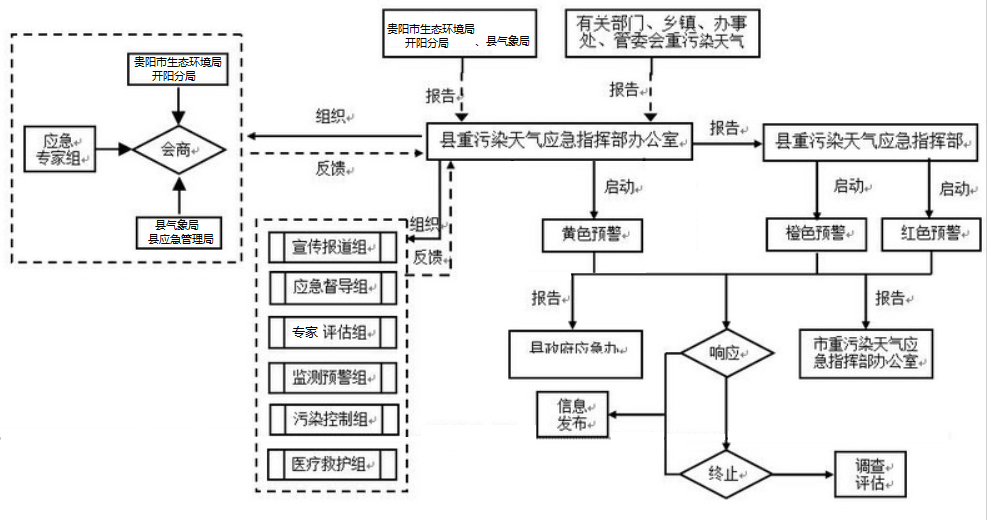 贵阳市生态环境局
开阳分局 、县气象局
有关部门、乡镇、办事
处、管委会重污染天气
贵阳市生态环境局
开阳分局
应急
专家组
会商
县气象局
县应急管理局
组织
反馈
报告
报告
县重污染天气应急指挥部办公室
报告
县重污染天气应急指挥部
组织
反馈
启动
启动
启动
黄色预警
橙色预警
红色预警
宣传报道组
应急督导组
专家 评估组
监测预警组
污染控制组
医疗救护组
报告
报告
县政府应急办
响应
市重污染天气应
急指挥部办公室
信息
发布
终止
调查
评估